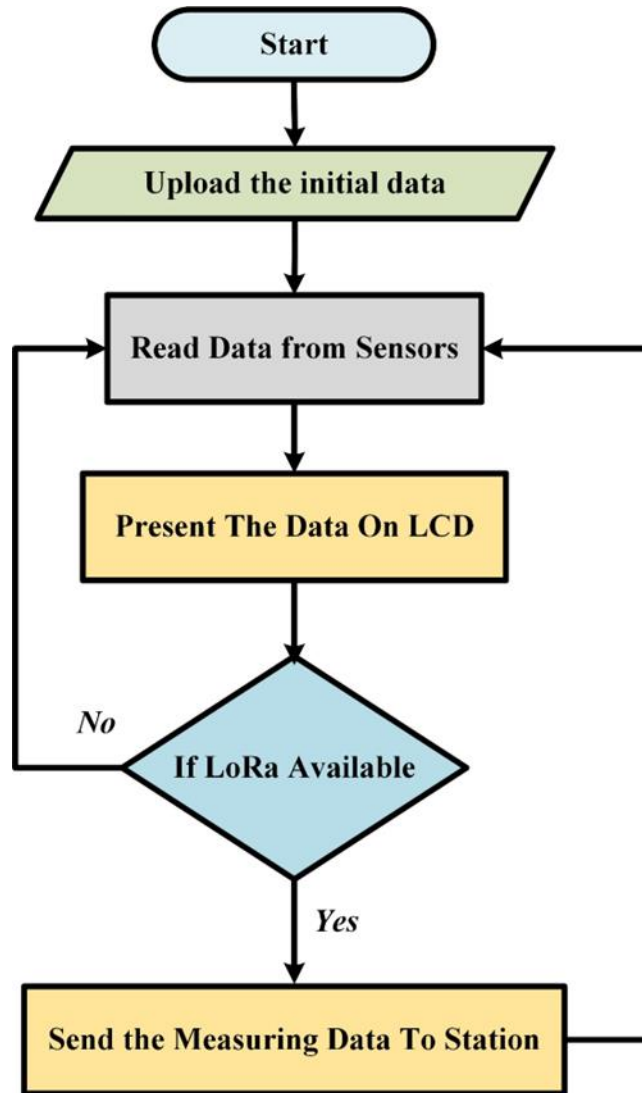 Start
Upload the initial data
Read Data from Sensors
Present The Data On LCD
No
If LoRa Available
Yes
Send the Measuring Data To Station